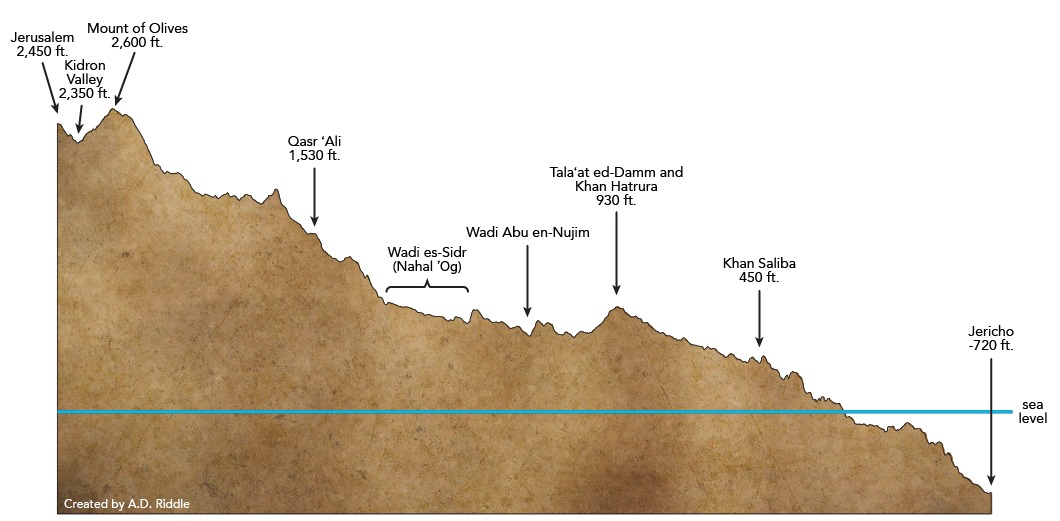 Jerusalem
2,450 ft.
Kidron
Valley
2,350 ft.
Mount of Olives
2,600 ft.
Qasr ‘Ali
1,530 ft.
Wadi es-Sidr
(Nahal ’Og)
Wadi Abu en-Nujim
Tala‘at ed-Damm and
Khan Hatrura
930 ft.
Khan Saliba
450 ft.
Jericho
-720 ft.
sea
level
Created by A.D. Riddle